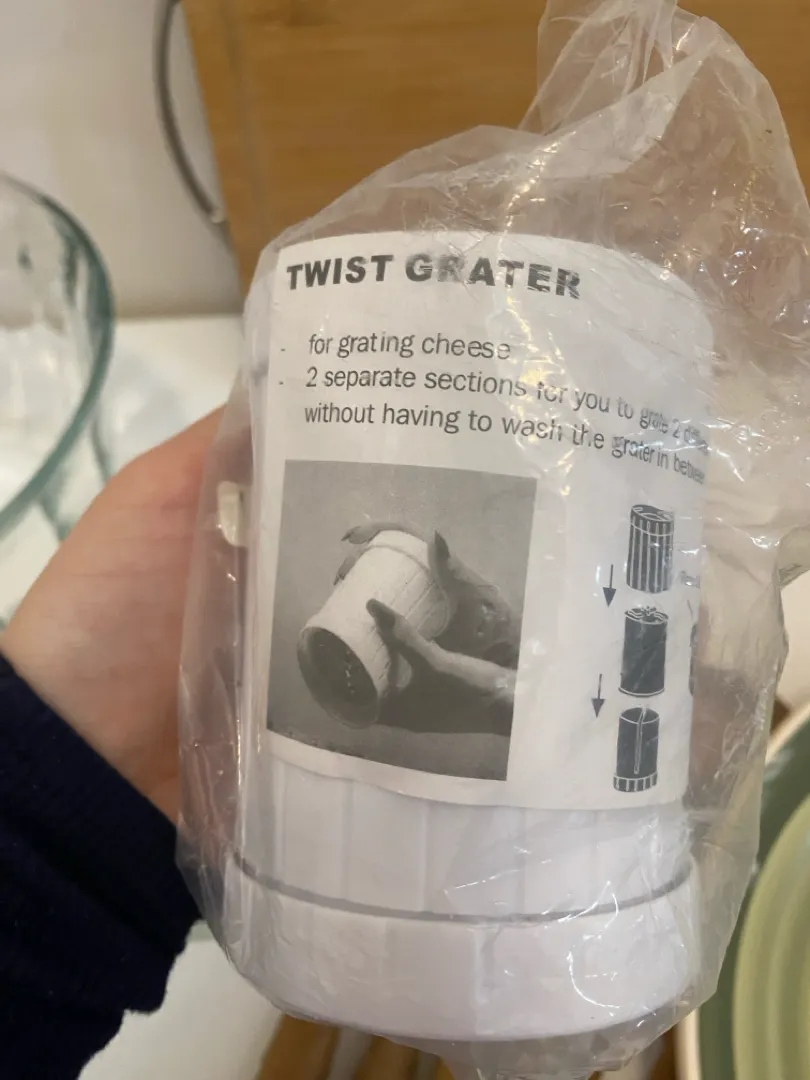 TWIST GRATER
- for grating cheese
- 2 separate sections for you to grate 2
without having to wash the grater in between